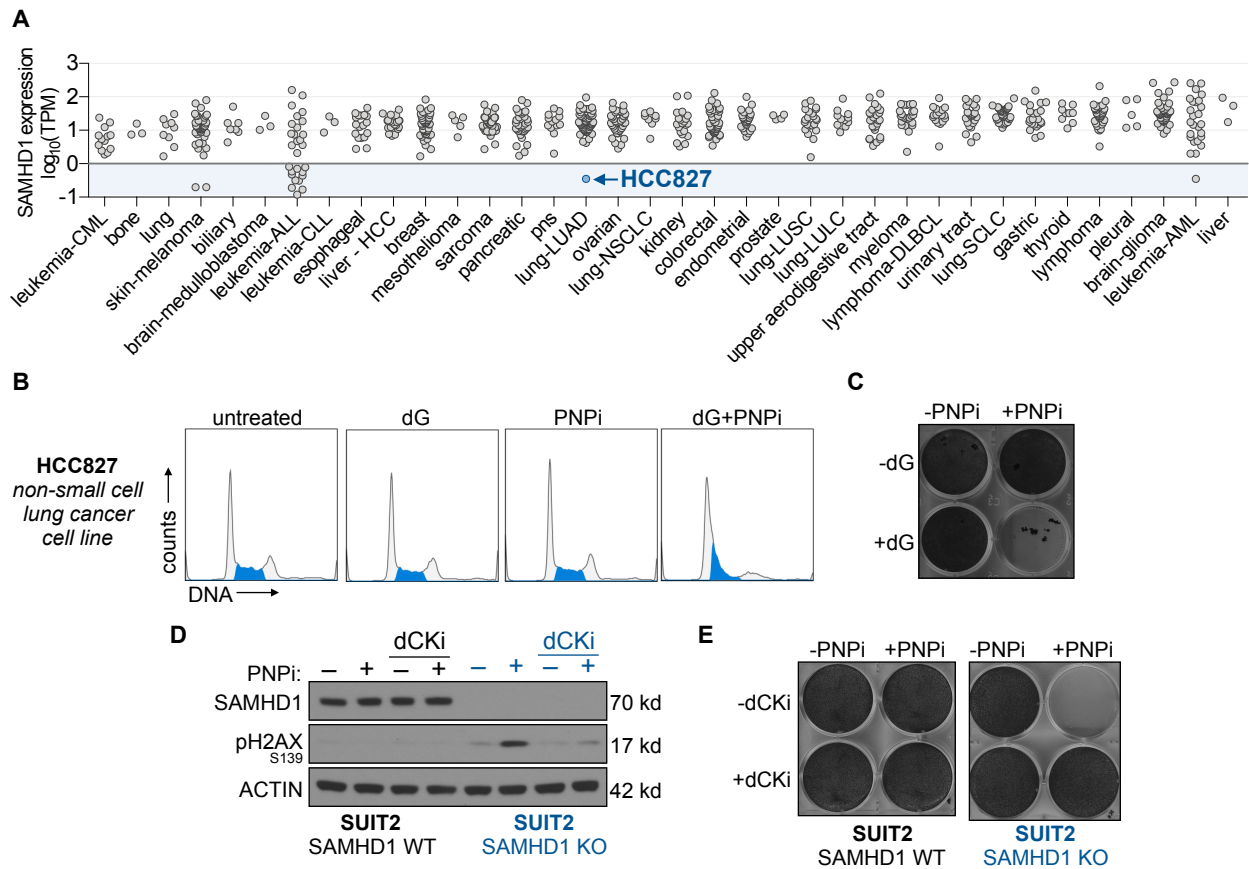 A
SAMHD1 expression
log10(TPM)
3
2
1
0
-1
HCC827
leukemia-CML
bone
lung
skin-melanoma
biliary
brain-medulloblastoma
leukemia-ALL
leukemia-CLL
esophageal
liver - HCC
breast
mesothelioma
sarcoma
pancreatic
pns
lung-LUAD
ovarian
lung-NSCLC
kidney
colorectal
endometrial
prostate
lung-LUSC
lung-LULC
upper aerodigestive tract
myeloma
lymphoma-DLBCL
urinary tract
lung-SCLC
gastric
thyroid
lymphoma
pleural
brain-glioma
leukemia-AML
liver
B
HCC827
non-small cell
lung cancer
cell line
untreated
dG
PNPi
dG+PNPi
counts
DNA
C
-PNPi +PNPi
-dG
+dG
D
dCKi dCKi
PNPi: – + – + – + – +
SAMHD1 70 kd
pH2AX S139 17 kd
ACTIN 42 kd
SUIT2 SUIT2
SAMHD1 WT SAMHD1 KO
E
-PNPi +PNPi -PNPi +PNPi
-dCKi
+dCKi
SUIT2 SUIT2
SAMHD1 WT SAMHD1 KO